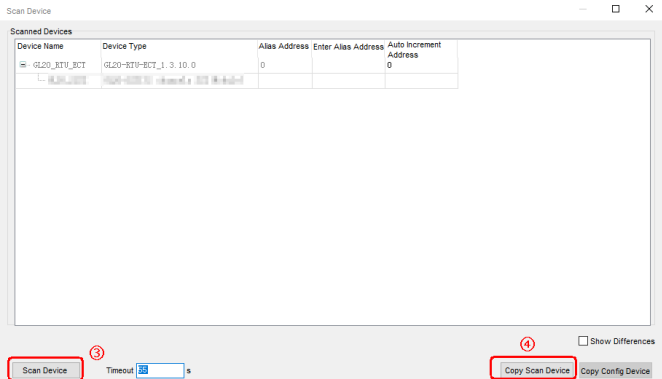 Scan Device
Scanned Devices
Device Name Device Type Alias Address Enter Alias Address Auto Increment Address
GL20_RTU_ECT GL20-RTU-ECT_1.3.10.0 0 0
③ ④
Show Differences
Scan Device Timeout 55 s Copy Scan Device Copy Config Device